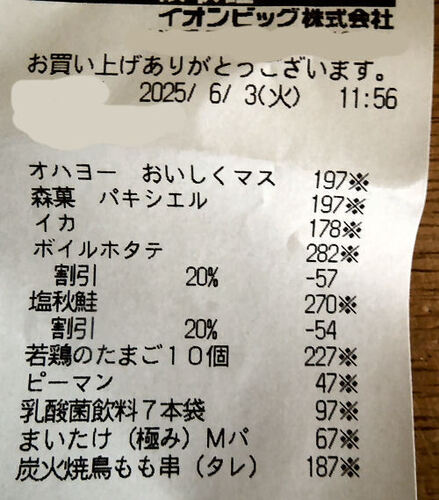 イオンビッグ株式会社
お買い上げありがとっございます。
2025/ 6/ 3(火) 11:56
オハヨー おいしくマス 197※
森菓 パキシエル 197※
イカ 178※
ボイルホタテ 282※
割引 20% -57
塩秋鮭 270※
割引 20% -54
若鶏のたまご10個 227※
ピーマン 47※
乳酸菌飲料7本袋 97※
まいたけ(極み)Mパ 67※
炭火焼鳥もも串(タレ) 187※